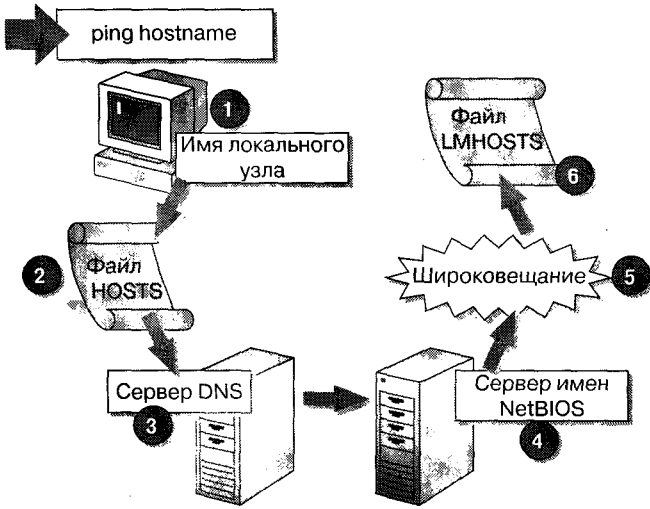 ping hostname
1
Имя локального
узла
2
Файл
HOSTS
Сервер DNS
3
Сервер имен
NetBIOS
4
Широковещание
5
Файл
LMHOSTS
6